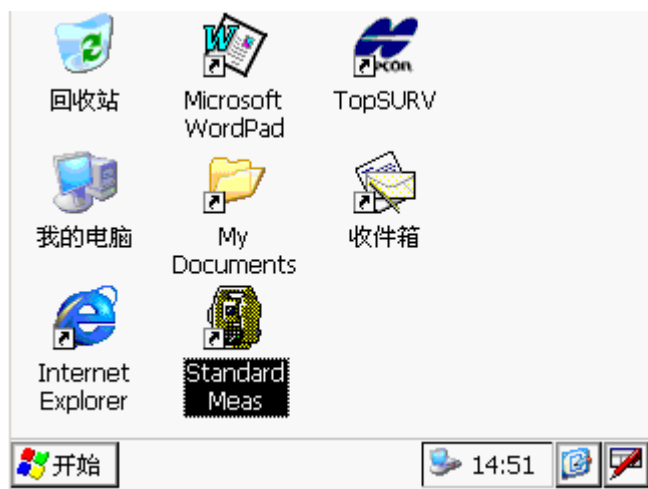 回收站
Microsoft
WordPad
TopSURV
我的电脑
My
Documents
收件箱
Internet
Explorer
Standard
Meas
开始
14:51